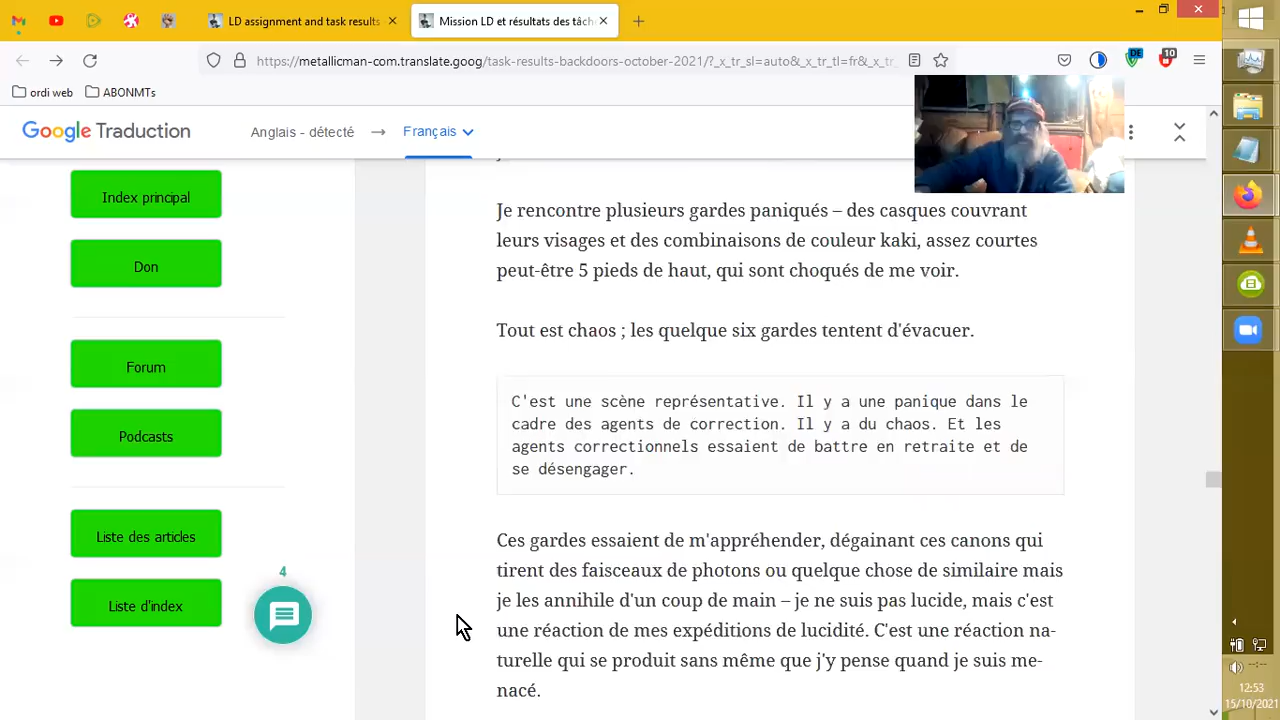 LD assignment and task results
Mission LD et résultats des tâche
https://metallicman-com.translate.goog/task-results-backdoors-october-2021/?_x_tr_sl=auto&_x_tr_tl=fr&_x_
DE
10
ordi web
ABONMTs
Google Traduction
Anglais - détecté
Français
Index principal
Don
Forum
Podcasts
Liste des articles
Liste d'index
4
Je rencontre plusieurs gardes paniqués – des casques couvrant
leurs visages et des combinaisons de couleur kaki, assez courtes
peut-être 5 pieds de haut, qui sont choqués de me voir.
Tout est chaos ; les quelque six gardes tentent d'évacuer.
C'est une scène représentative. Il y a une panique dans le
cadre des agents de correction. Il y a du chaos. Et les
agents correctionnels essaient de battre en retraite et de
se désengager.
Ces gardes essaient de m'appréhender, dégainant ces canons qui
tirent des faisceaux de photons ou quelque chose de similaire mais
je les annihile d'un coup de main – je ne suis pas lucide, mais c'est
une réaction de mes expéditions de lucidité. C'est une réaction na-
turelle qui se produit sans même que j'y pense quand je suis me-
nacé.
12:53
15/10/2021